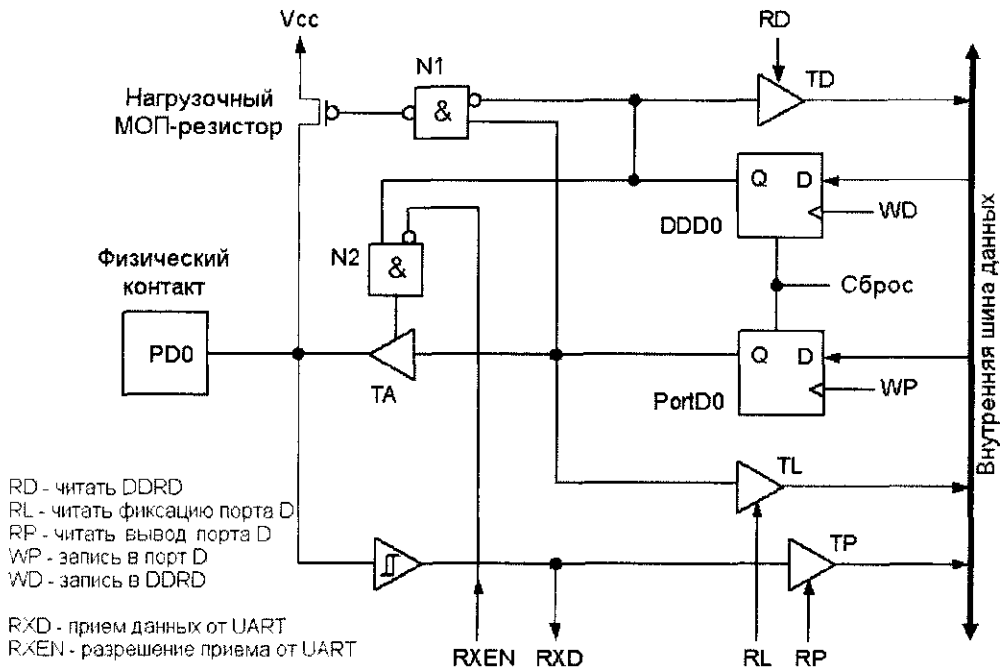 Vcc
RD
N1
TD
Нагрузочный
МОП-резистор
&
Q D
DDD0
WD
N2
&
Физический
контакт
Сброс
PD0
TA
Q D
PortD0
WP
Внутренняя шина данных
TL
RD - читать DDRD
RL - читать фиксацию порта D
RP - читать вывод порта D
WP - запись в порт D
WD - запись в DDRD
TP
RXD - прием данных от UART
RXEN - разрешение приема от UART
RXEN RXD RL RP